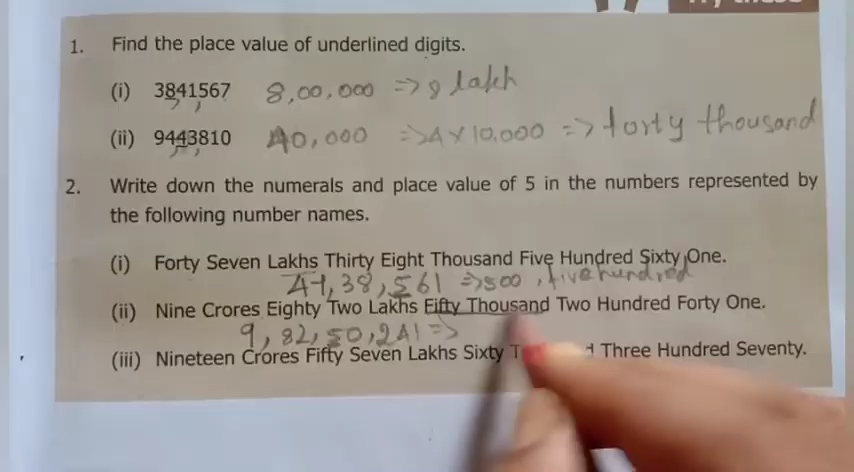 1. Find the place value of underlined digits.
(i) 3841567 8,00,000 => 8 lakh
(ii) 9443810 40,000 => 4 x 10,000 => forty thousand
2. Write down the numerals and place value of 5 in the numbers represented by
the following number names.
(i) Forty Seven Lakhs Thirty Eight Thousand Five Hundred Sixty One.
47,38,561 => 500, five hundred
(ii) Nine Crores Eighty Two Lakhs Fifty Thousand Two Hundred Forty One.
9,82,50,241 =>
(iii) Nineteen Crores Fifty Seven Lakhs Sixty Three Hundred Seventy.